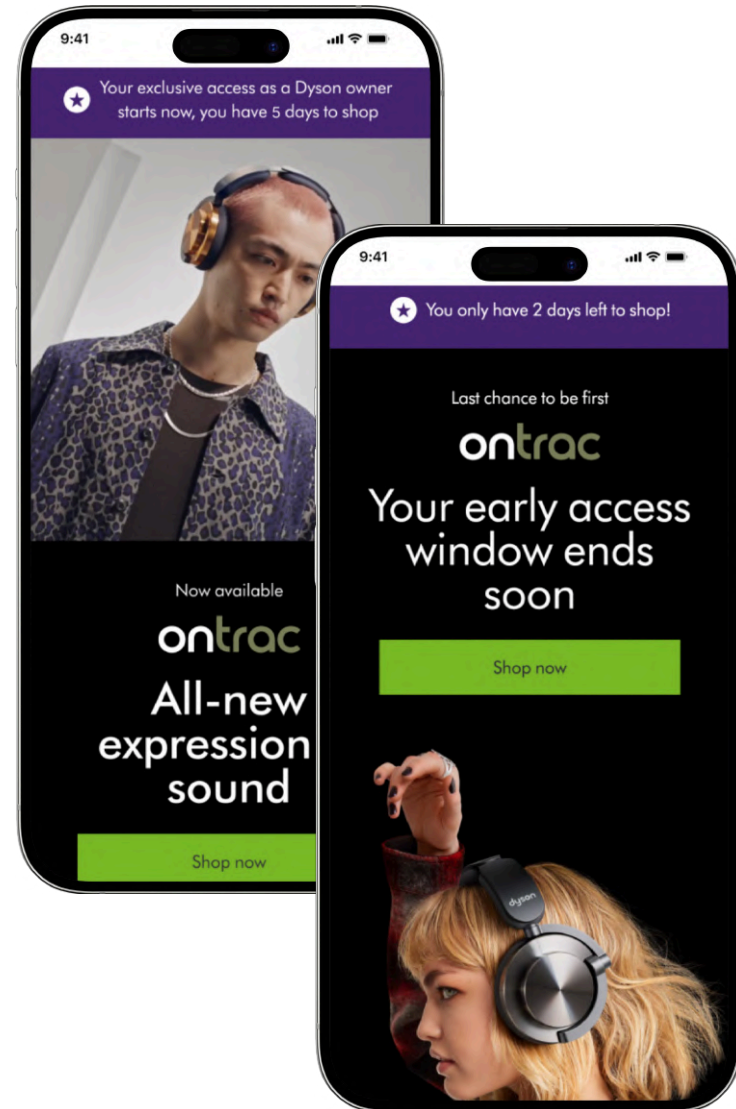 9:41
Your exclusive access as a Dyson owner
starts now, you have 5 days to shop
Now available
ontrac
All-new
expression
sound
Shop now
9:41
You only have 2 days left to shop!
Last chance to be first
ontrac
Your early access
window ends
soon
Shop now
dyson